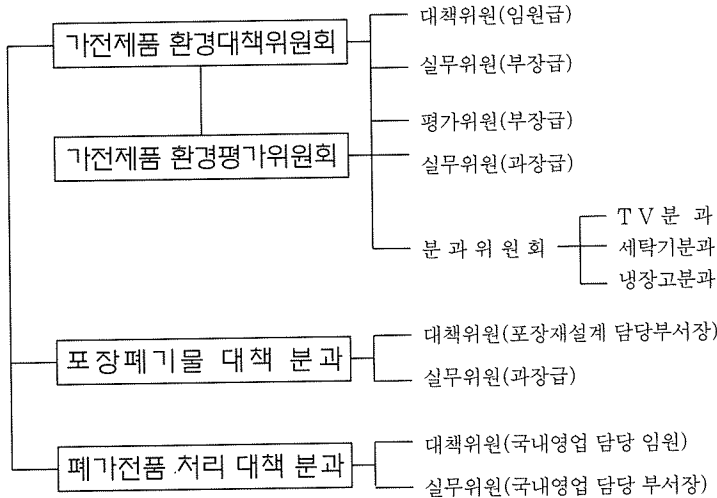 대책위원(임원급)
가전제품 환경대책위원회
실무위원(부장급)
평가위원(부장급)
가전제품 환경평가위원회
실무위원(과장급)
분 과 위 원 회
T V 분 과
세탁기분과
냉장고분과
대책위원(포장재설계 담당부서장)
포장폐기물 대책 분과
실무위원(과장급)
대책위원(국내영업 담당 임원)
폐가전품 처리 대책 분과
실무위원(국내영업 담당 부서장)